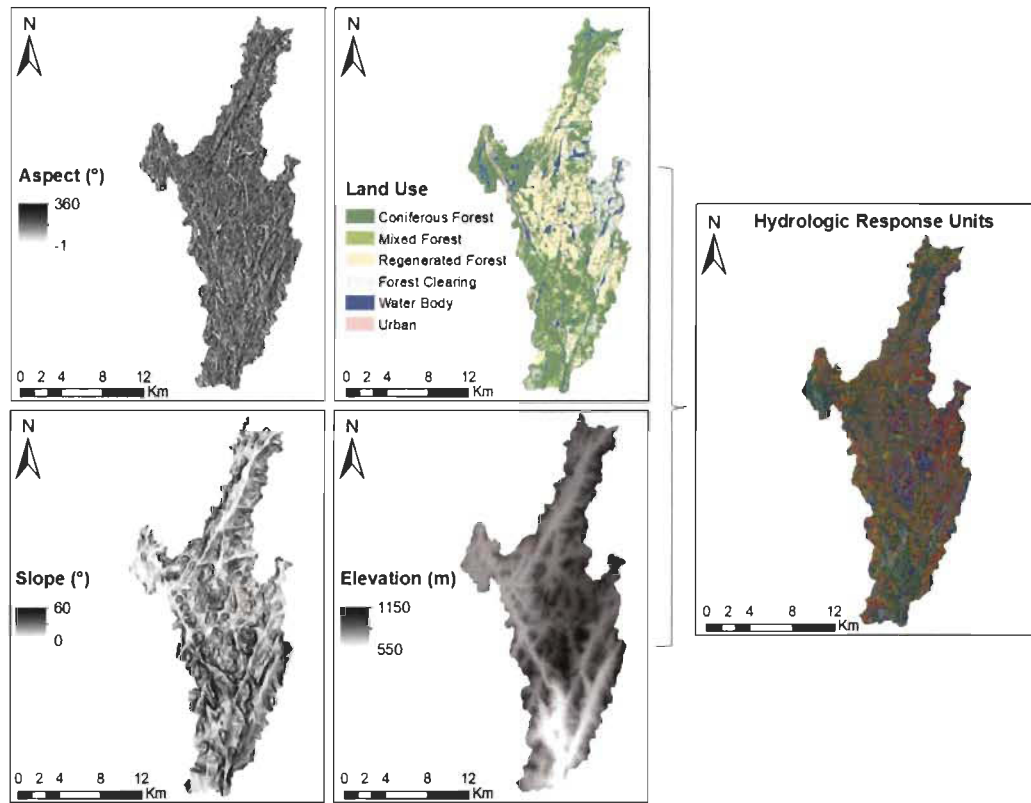 N
Aspect (°)
360
-1
0 2 4 8 12
Km
N
Land Use
Coniferous Forest
Mixed Forest
Regenerated Forest
Forest Clearing
Water Body
Urban
0 2 4 8 12
Km
N
Slope (°)
60
0
0 2 4 8 12
Km
N
Elevation (m)
1150
550
0 2 4 8 12
Km
N
Hydrologic Response Units
0 2 4 8 12
Km